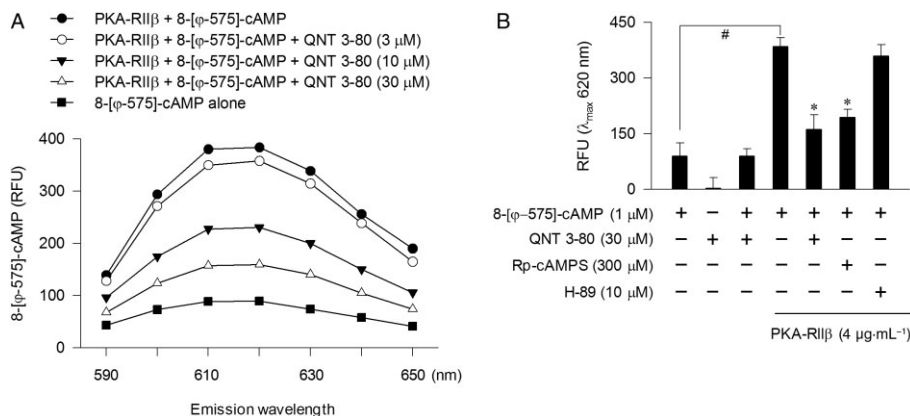 A
PKA-RIIβ + 8-[φ-575]-cAMP
PKA-RIIβ + 8-[φ-575]-cAMP + QNT 3-80 (3 μM)
PKA-RIIβ + 8-[φ-575]-cAMP + QNT 3-80 (10 μM)
PKA-RIIβ + 8-[φ-575]-cAMP + QNT 3-80 (30 μM)
8-[φ-575]-cAMP alone
8-[φ-575]-cAMP (RFU)
400
300
200
100
0
590 610 630 650 (nm)
Emission wavelength
B
RFU (λmax 620 nm)
450
300
150
0
#
* *
8-[φ–575]-cAMP (1 μM) + – + + + + +
QNT 3-80 (30 μM) – + + – + – –
Rp-cAMPS (300 μM) – – – – – + –
H-89 (10 μM) – – – – – – +
PKA-RIIβ (4 μg·mL⁻¹)